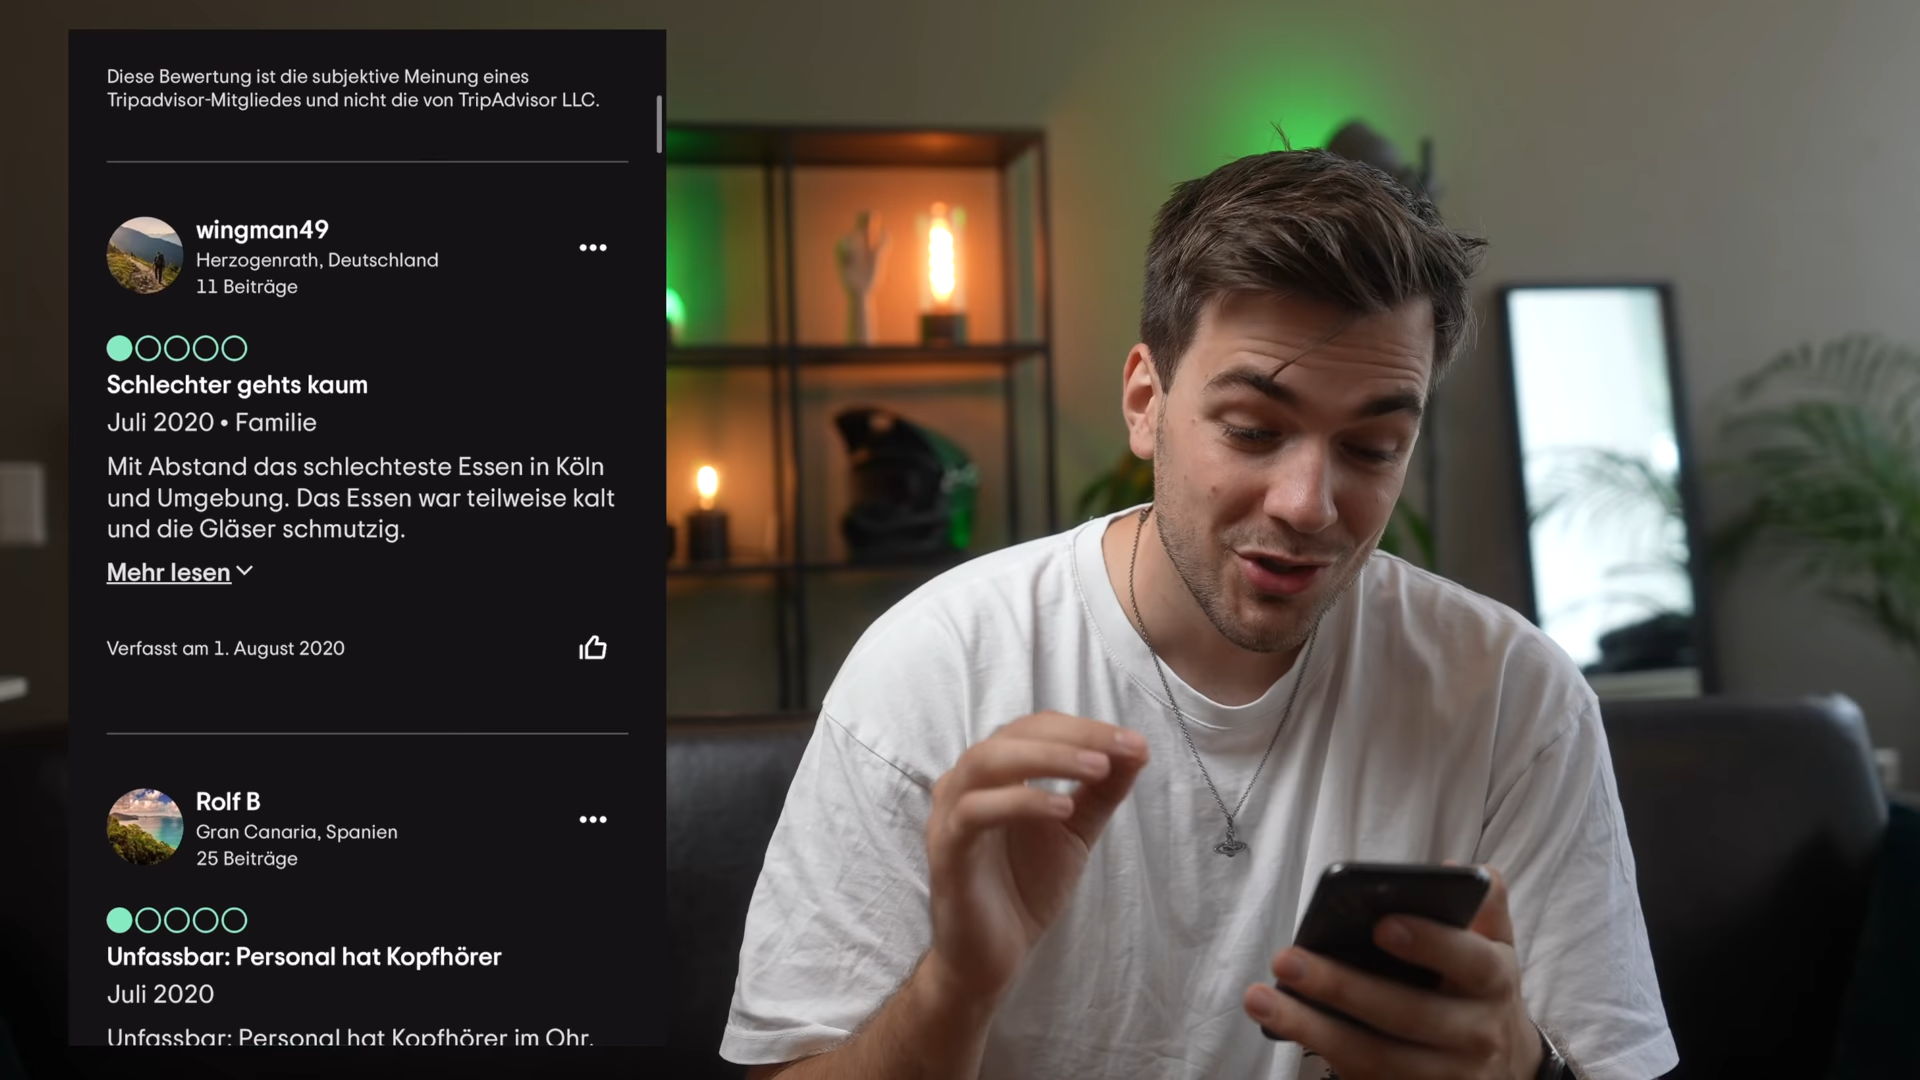 Diese Bewertung ist die subjektive Meinung eines
Tripadvisor-Mitgliedes und nicht die von TripAdvisor LLC.
wingman49
Herzogenrath, Deutschland
11 Beiträge
Schlechter gehts kaum
Juli 2020 • Familie
Mit Abstand das schlechteste Essen in Köln
und Umgebung. Das Essen war teilweise kalt
und die Gläser schmutzig.
Mehr lesen
Verfasst am 1. August 2020
Rolf B
Gran Canaria, Spanien
25 Beiträge
Unfassbar: Personal hat Kopfhörer
Juli 2020
Unfassbar: Personal hat Kopfhörer im Ohr.